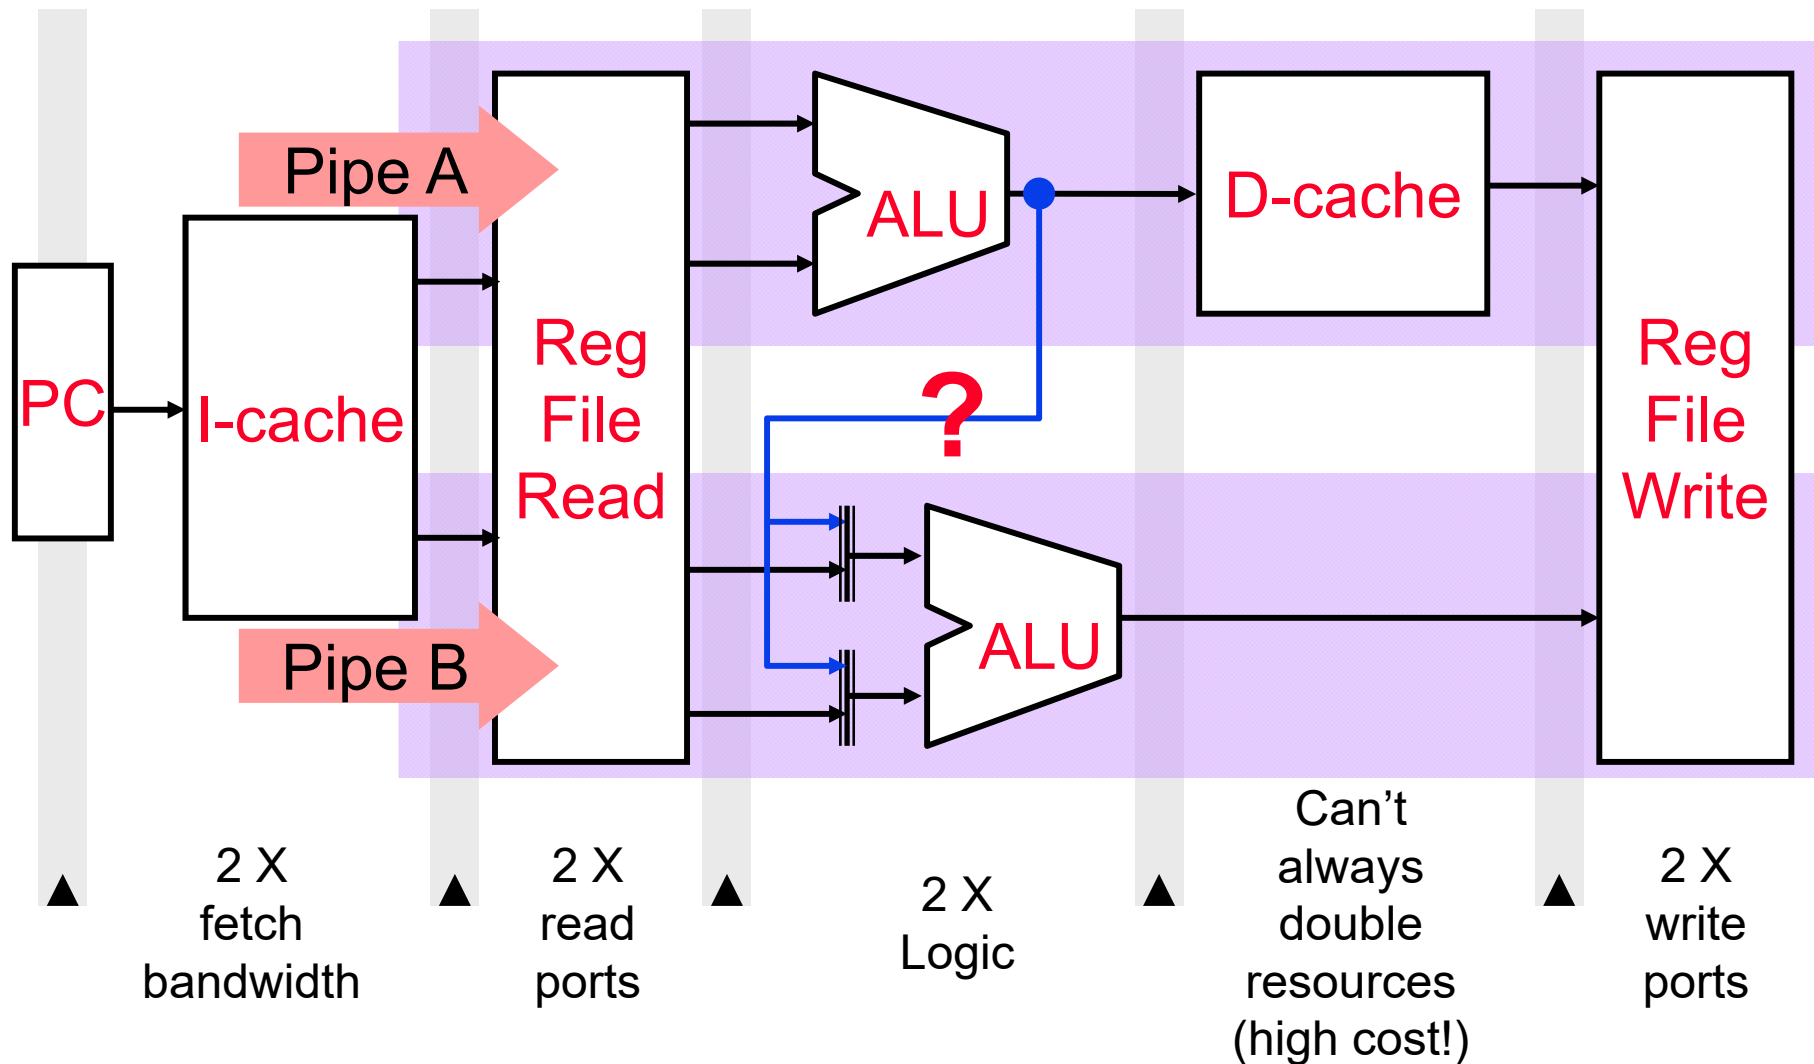 Pipe A
ALU
D-cache
PC
I-cache
Reg
File
Read
?
Reg
File
Write
Pipe B
ALU
2 X
fetch
bandwidth
2 X
read
ports
2 X
Logic
Can’t
always
double
resources
(high cost!)
2 X
write
ports